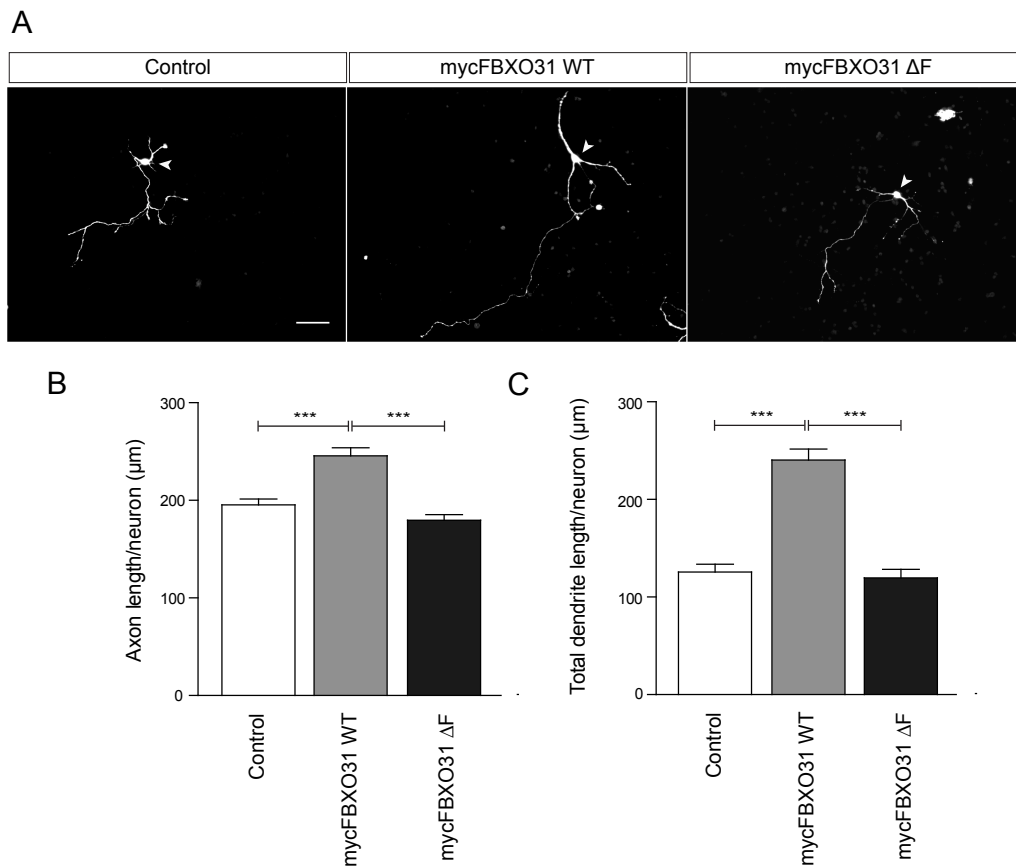 A
Control
mycFBXO31 WT
mycFBXO31 ΔF
B
Axon length/neuron (µm)
300
200
100
0
***
***
Control
mycFBXO31 WT
mycFBXO31 ΔF
C
Total dendrite length/neuron (µm)
300
200
100
0
***
***
Control
mycFBXO31 WT
mycFBXO31 ΔF